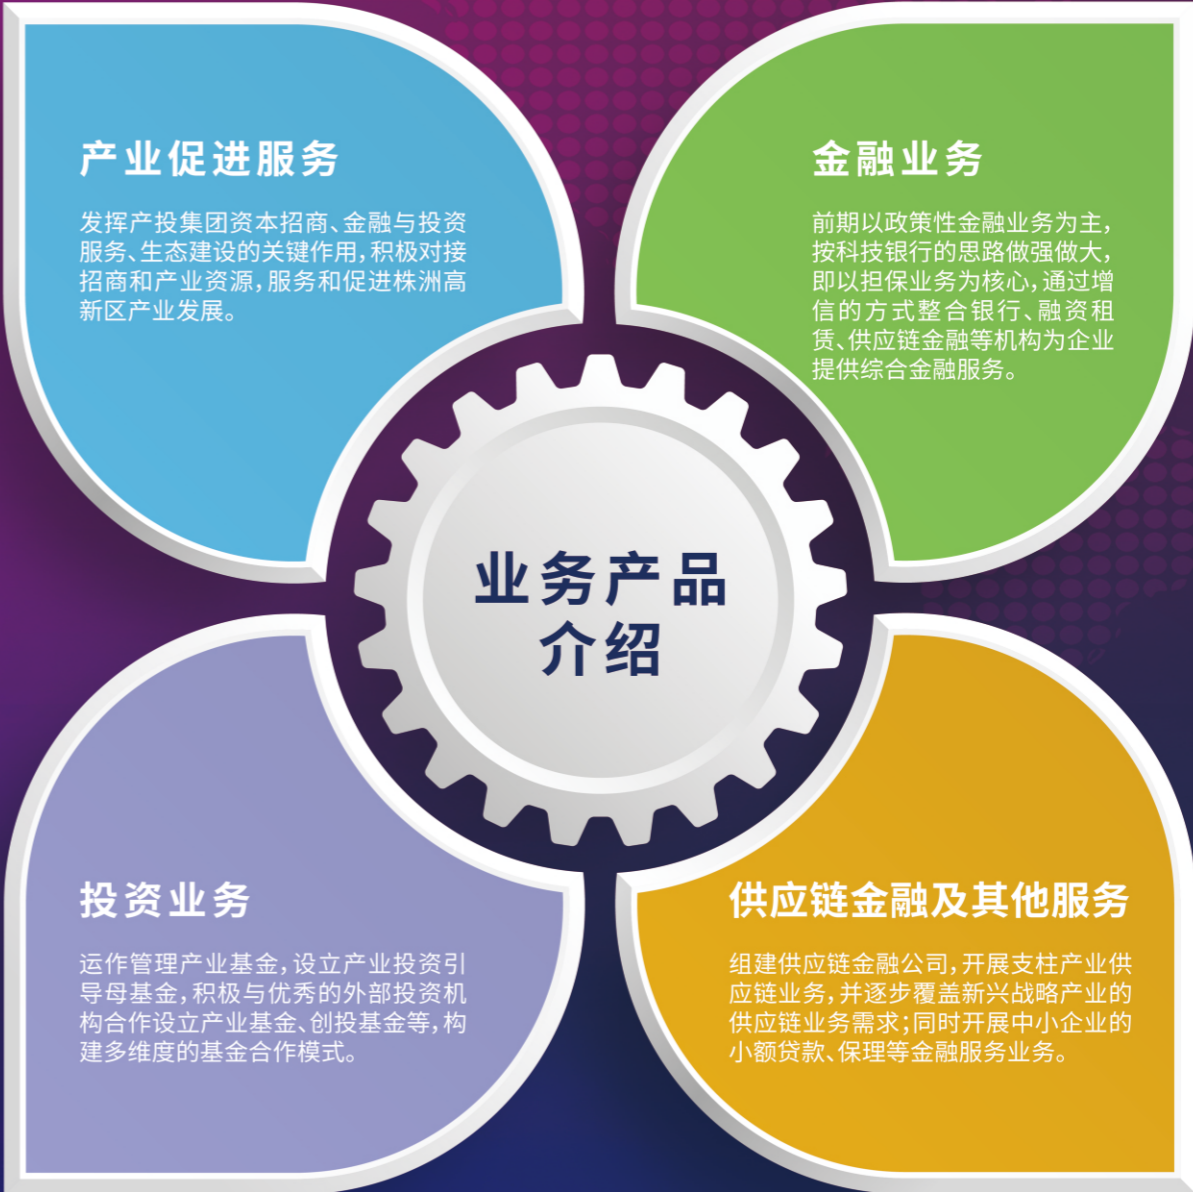 产业促进服务
发挥产投集团资本招商、金融与投资
服务、生态建设的关键作用，积极对接
招商和产业资源，服务和促进株洲高
新区产业发展。
金融业务
前期以政策性金融业务为主，
按科技银行的思路做强做大，
即以担保业务为核心，通过增
信的方式整合银行、融资租
赁、供应链金融等机构为企业
提供综合金融服务。
业务产品
介绍
投资业务
运作管理产业基金，设立产业投资引
导母基金，积极与优秀的外部投资机
构合作设立产业基金、创投基金等，构
建多维度的基金合作模式。
供应链金融及其他服务
组建供应链金融公司，开展支柱产业供
应链业务，并逐步覆盖新兴战略产业的
供应链业务需求；同时开展中小企业的
小额贷款、保理等金融服务业务。